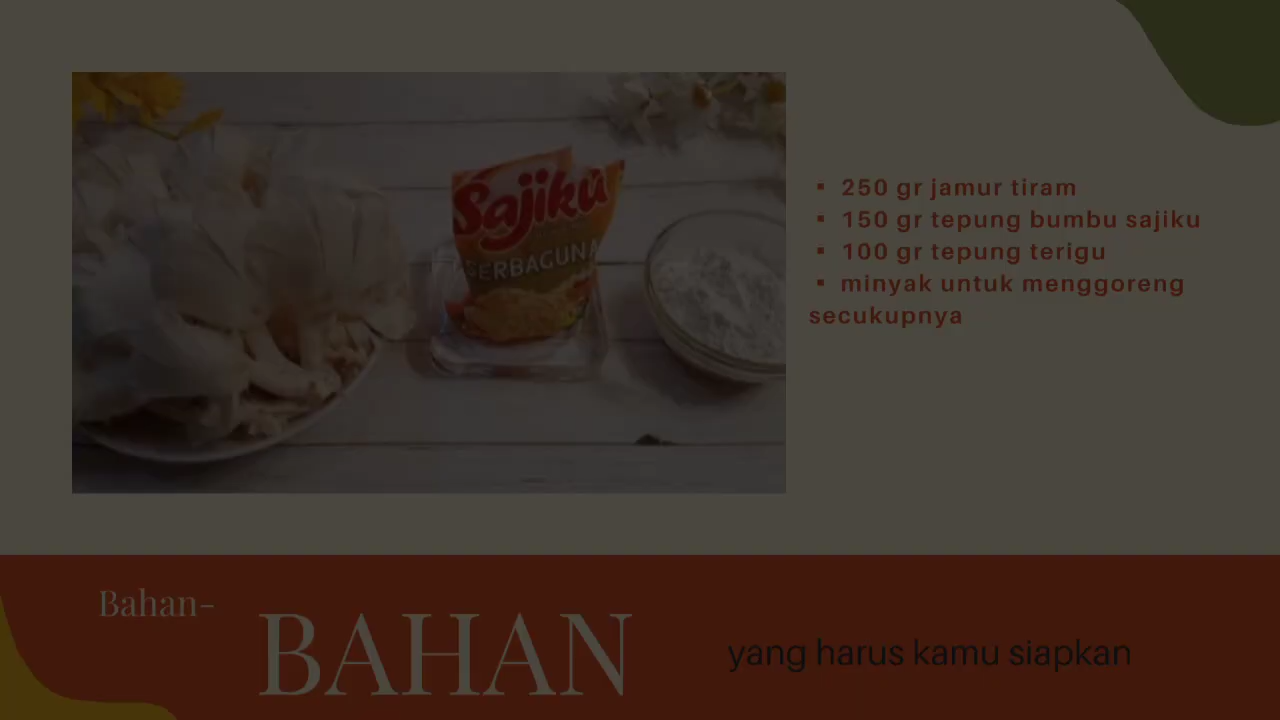 Sajiku
SERBAGUNA
▪ 250 gr jamur tiram
▪ 150 gr tepung bumbu sajiku
▪ 100 gr tepung terigu
▪ minyak untuk menggoreng
secukupnya
Bahan-
BAHAN
yang harus kamu siapkan